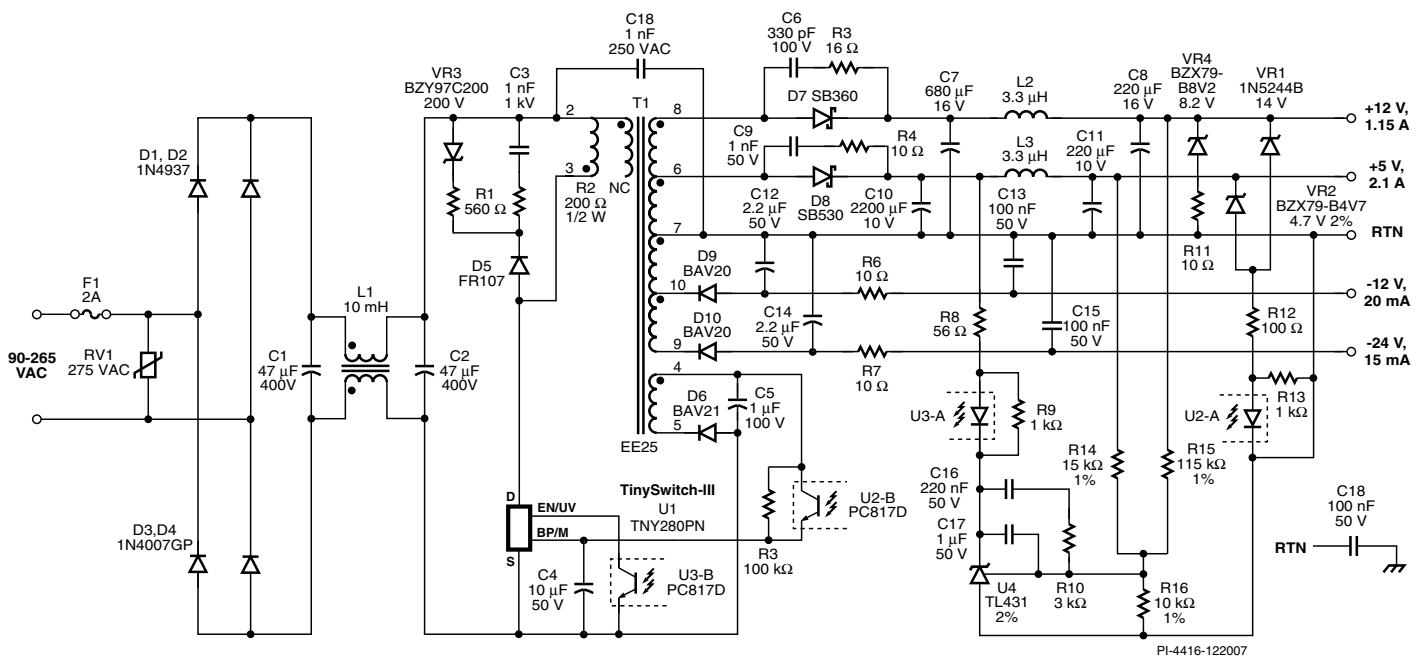 C18
1 nF
250 VAC
C6
330 pF
100 V
R3
16 Ω
D7 SB360
VR3
BZY97C200
200 V
C3
1 nF
1 kV
2
3
T1
NC
8
6
7
10
9
4
5
EE25
R1
560 Ω
R2
200 Ω
1/2 W
D5
FR107
C9
1 nF
50 V
R4
10 Ω
D8
SB530
C7
680 µF
16 V
L2
3.3 µH
L3
3.3 µH
C8
220 µF
16 V
VR4
BZX79-
B8V2
8.2 V
VR1
1N5244B
14 V
+12 V,
1.15 A
+5 V,
2.1 A
C11
220 µF
10 V
VR2
BZX79-B4V7
4.7 V 2%
RTN
C12
2.2 µF
50 V
C10
2200 µF
10 V
C13
100 nF
50 V
R11
10 Ω
D1, D2
1N4937
F1
2A
90-265
VAC
RV1
275 VAC
L1
10 mH
C1
47 µF
400V
C2
47 µF
400V
D3,D4
1N4007GP
D9
BAV20
R6
10 Ω
-12 V,
20 mA
D10
BAV20
C14
2.2 µF
50 V
R8
56 Ω
C15
100 nF
50 V
R12
100 Ω
-24 V,
15 mA
R7
10 Ω
D6
BAV21
C5
1 µF
100 V
U3-A
R9
1 kΩ
U2-A
R13
1 kΩ
R14
15 kΩ
1%
R15
115 kΩ
1%
TinySwitch-III
U1
TNY280PN
D
S
EN/UV
BP/M
U2-B
PC817D
R3
100 kΩ
C4
10 µF
50 V
U3-B
PC817D
C16
220 nF
50 V
C17
1 µF
50 V
U4
TL431
2%
R10
3 kΩ
R16
10 kΩ
1%
C18
100 nF
50 V
RTN
PI-4416-122007